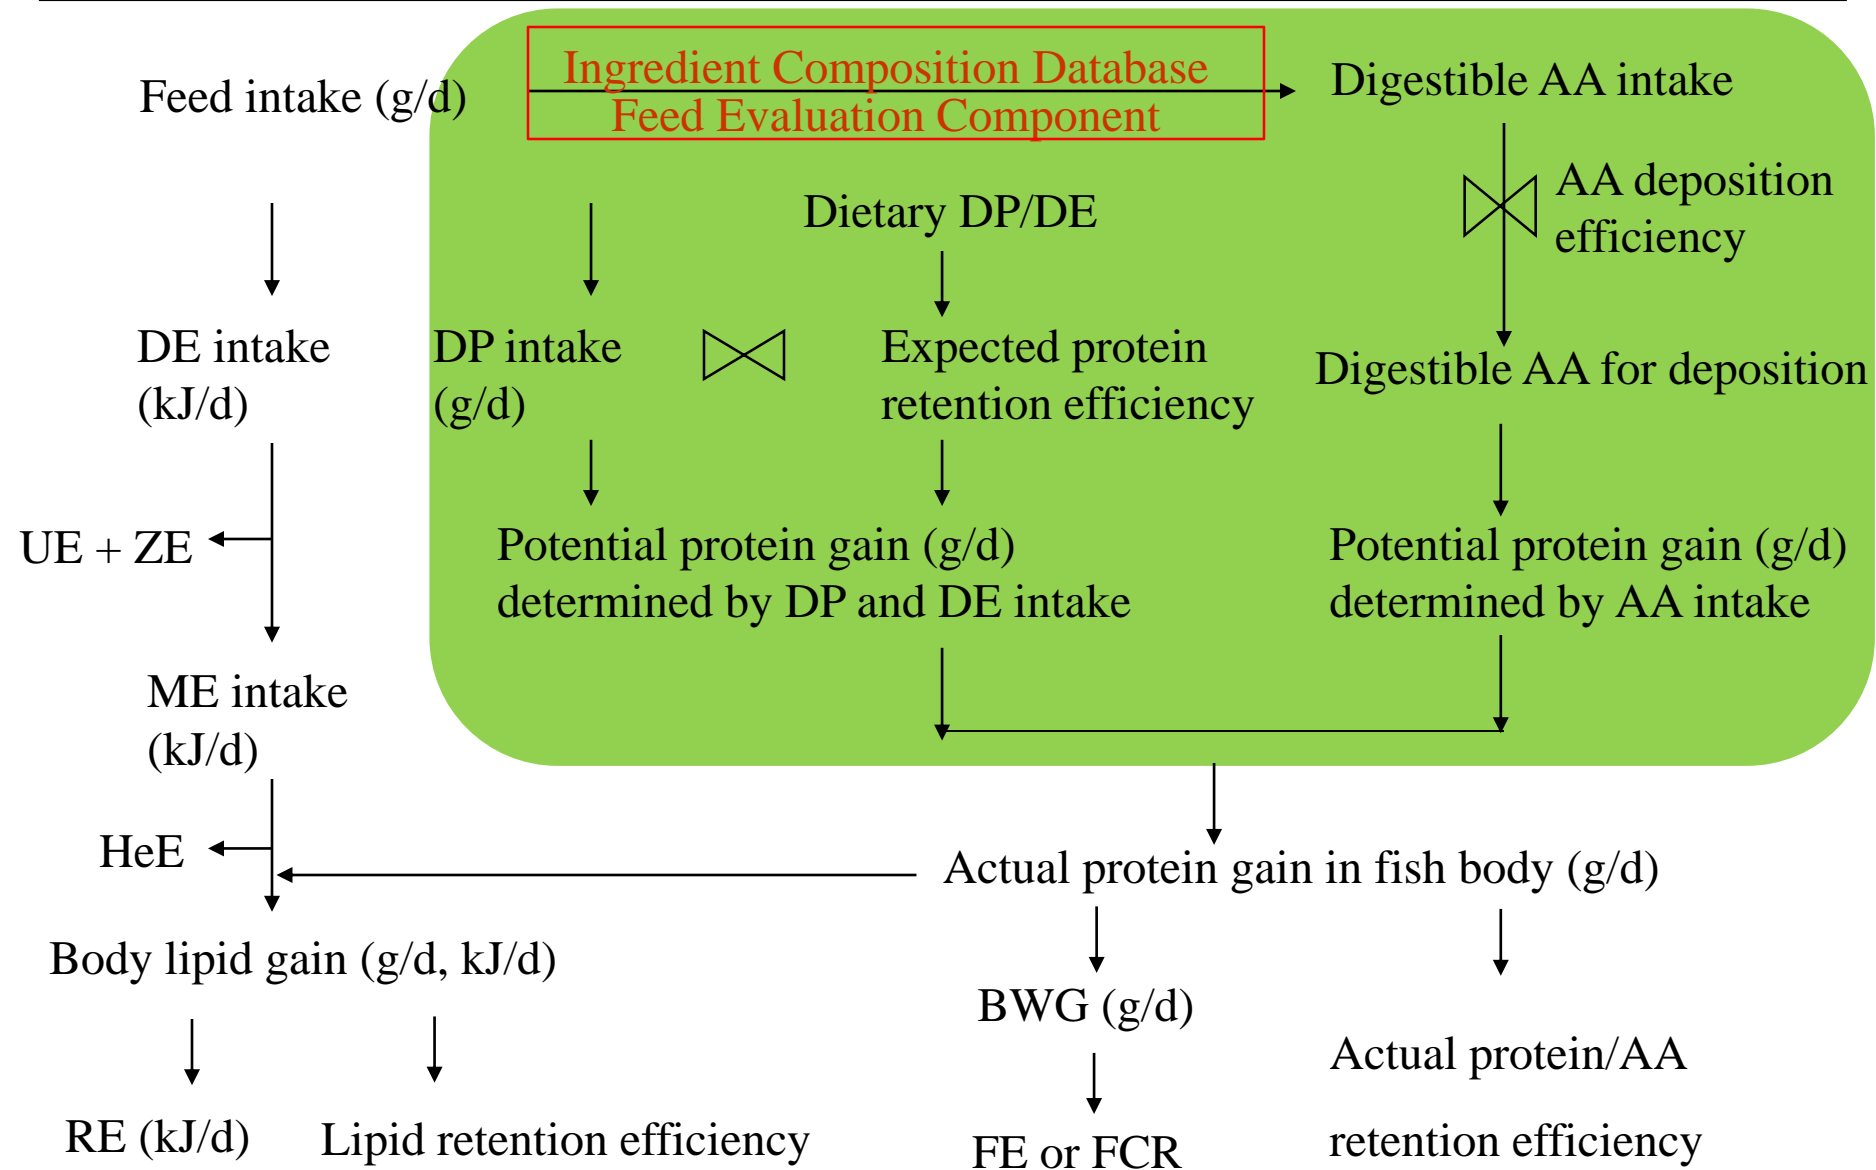 Feed intake (g/d)
Ingredient Composition Database
Feed Evaluation Component
Digestible AA intake
AA deposition
efficiency
Dietary DP/DE
DE intake
(kJ/d)
DP intake
(g/d)
Expected protein
retention efficiency
Digestible AA for deposition
UE + ZE
Potential protein gain (g/d)
determined by DP and DE intake
Potential protein gain (g/d)
determined by AA intake
ME intake
(kJ/d)
HeE
Actual protein gain in fish body (g/d)
Body lipid gain (g/d, kJ/d)
BWG (g/d)
Actual protein/AA
retention efficiency
RE (kJ/d)
Lipid retention efficiency
FE or FCR